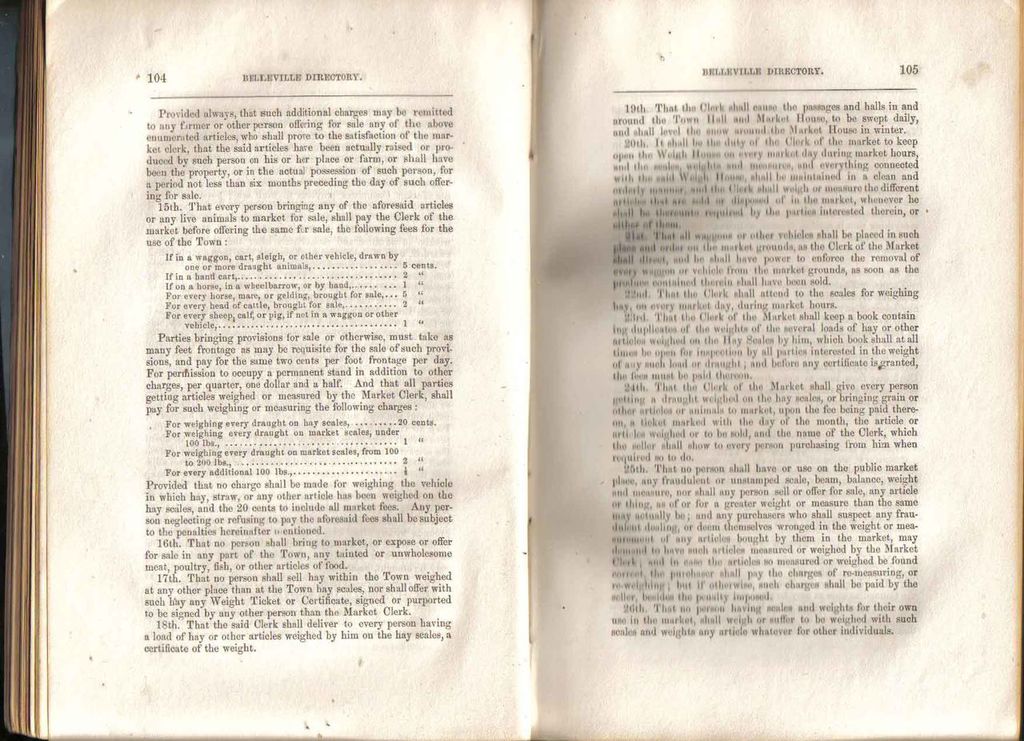 104 BELLEVILLE DIRECTORY.
Provided always, that such additional charges may be remitted
to any farmer or other person offering for sale any of the above
enumerated articles, who shall prove to the satisfaction of the mar-
ket clerk, that the said articles have been actually raised or pro-
duced by such person on his or her place or farm, or shall have
been the property, or in the actual possession of such person, for
a period not less than six months preceding the day of such offer-
ing for sale.
15th. That every person bringing any of the aforesaid articles
or any live animals to market for sale, shall pay the Clerk of the
market before offering the same for sale, the following fees for the
use of the Town :
If in a waggon, cart, sleigh, or other vehicle, drawn by
one or more draught animals,.................. 5 cents.
If in a hand cart,.................................. 2 "
If on a horse, in a wheelbarrow, or by hand,.......... 1 "
For every horse, mare, or gelding, brought for sale,... 5 "
For every head of cattle, brought for sale,........... 2 "
For every sheep, calf, or pig, if not in a waggon or other
vehicle,...................................... 1 "
Parties bringing provisions for sale or otherwise, must take as
many feet frontage as may be requisite for the sale of such provi-
sions, and pay for the same two cents per foot frontage per day.
For permission to occupy a permanent stand in addition to other
charges, per quarter, one dollar and a half. And that all parties
getting articles weighed or measured by the Market Clerk, shall
pay for such weighing or measuring the following charges :
For weighing every draught on hay scales, .........20 cents.
For weighing every draught on market scales, under
100 lbs., .................................... 1 "
For weighing every draught on market scales, from 100
to 200 lbs., .................................. 2 "
For every additional 100 lbs.,...................... "
Provided that no charge shall be made for weighing the vehicle
in which hay, straw, or any other article has been weighed on the
hay scales, and the 20 cents to include all market fees. Any per-
son neglecting or refusing to pay the aforesaid fees shall be subject
to the penalties hereinafter mentioned.
16th. That no person shall bring to market, or expose or offer
for sale in any part of the Town, any tainted or unwholesome
meat, poultry, fish, or other articles of food.
17th. That no person shall sell hay within the Town weighed
at any other place than at the Town hay scales, nor shall offer with
such hay any Weight Ticket or Certificate, signed or purported
to be signed by any other person than the Market Clerk.
18th. That the said Clerk shall deliver to every person having
a load of hay or other articles weighed by him on the hay scales, a
certificate of the weight.
BELLEVILLE DIRECTORY. 105
19th. That the Clerk shall cause the passages and halls in and
around the Town Hall and Market House, to be swept daily,
and shall level the snow around the Market House in winter.
20th. It shall be the duty of the Clerk of the market to keep
open the Weigh House on every market day during market hours,
and the scales, weights and measures, and everything connected
with the said Weigh House, shall be maintained in a clean and
orderly manner, and the Clerk shall weigh or measure the different
articles that are sold or disposed of in the market, whenever he
shall be thereunto required by the parties interested therein, or
either of them.
21st. That all waggons or other vehicles shall be placed in such
place and order on the market grounds, as the Clerk of the Market
shall direct, and he shall have power to enforce the removal of
every waggon or vehicle from the market grounds, as soon as the
produce contained therein shall have been sold.
22nd. That the Clerk shall attend to the scales for weighing
hay, on every market day, during market hours.
23rd. That the Clerk of the Market shall keep a book contain
ing duplicates of the weights of the several loads of hay or other
articles weighed on the Hay Scales by him, which book shall at all
times be open for inspection by all parties interested in the weight
of any such load or draught ; and before any certificate is granted,
the fees must be paid thereon.
24th. That the Clerk of the Market shall give every person
getting a draught weighed on the hay scales, or bringing grain or
other articles or animals to market, upon the fee being paid there-
on, a ticket marked with the day of the month, the article or
articles weighed or to be sold, and the name of the Clerk, which
the seller shall show to every person purchasing from him when
required so to do.
25th. That no person shall have or use on the public market
place, any fraudulent or unstamped scale, beam, balance, weight
and measure, nor shall any person sell or offer for sale, any article
or thing, as of or for a greater weight or measure than the same
may actually be ; and any purchasers who shall suspect any frau-
dulent dealing, or deem themselves wronged in the weight or mea-
surement of any articles bought by them in the market, may
demand to have such articles measured or weighed by the Market
Clerk ; and in case the articles so measured or weighed be found
correct, the purchaser shall pay the charges of re-measuring, or
re-weighing ; but if otherwise, such charges shall be paid by the
seller, besides the penalty imposed.
26th. That no person having scales and weights for their own
use in the market, shall weigh or suffer to be weighed with such
scales and weights any article whatever for other individuals.